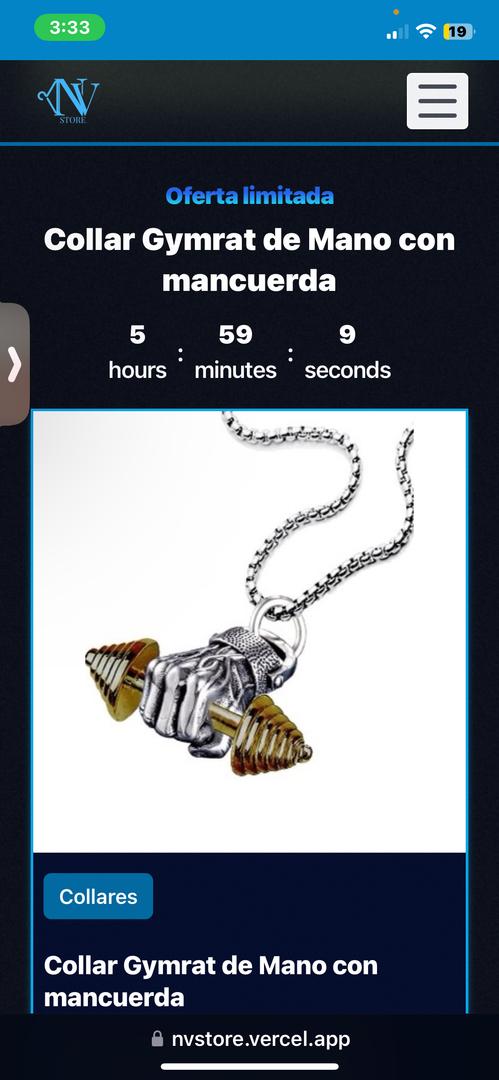 3:33
19
NV
STORE
Oferta limitada
Collar Gymrat de Mano con
mancuerda
5 : 59 : 9
hours minutes seconds
Collares
Collar Gymrat de Mano con
mancuerda
nvstore.vercel.app